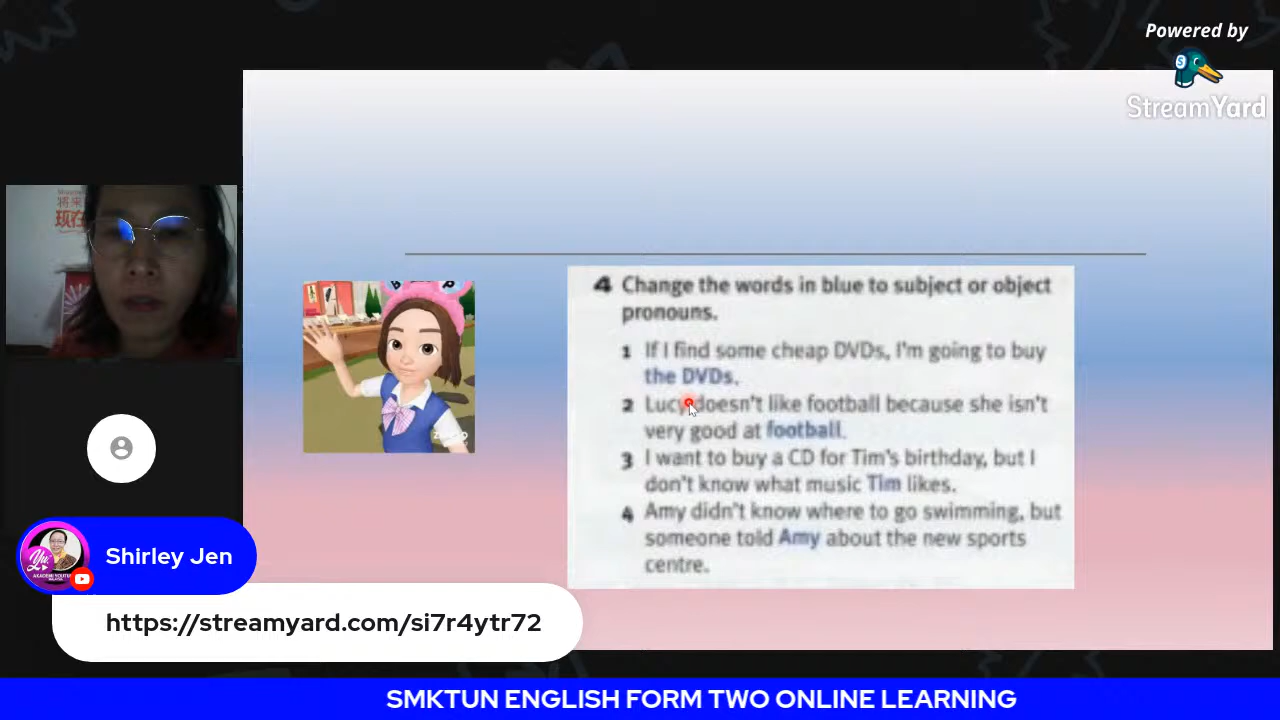 Powered by
StreamYard
将来
现在
4 Change the words in blue to subject or object
pronouns.
1 If I find some cheap DVDs, I'm going to buy
the DVDs.
2 Lucy doesn't like football because she isn't
very good at football.
3 I want to buy a CD for Tim's birthday, but I
don't know what music Tim likes.
4 Amy didn't know where to go swimming, but
someone told Amy about the new sports
centre.
Shirley Jen
https://streamyard.com/si7r4ytr72
SMKTUN ENGLISH FORM TWO ONLINE LEARNING